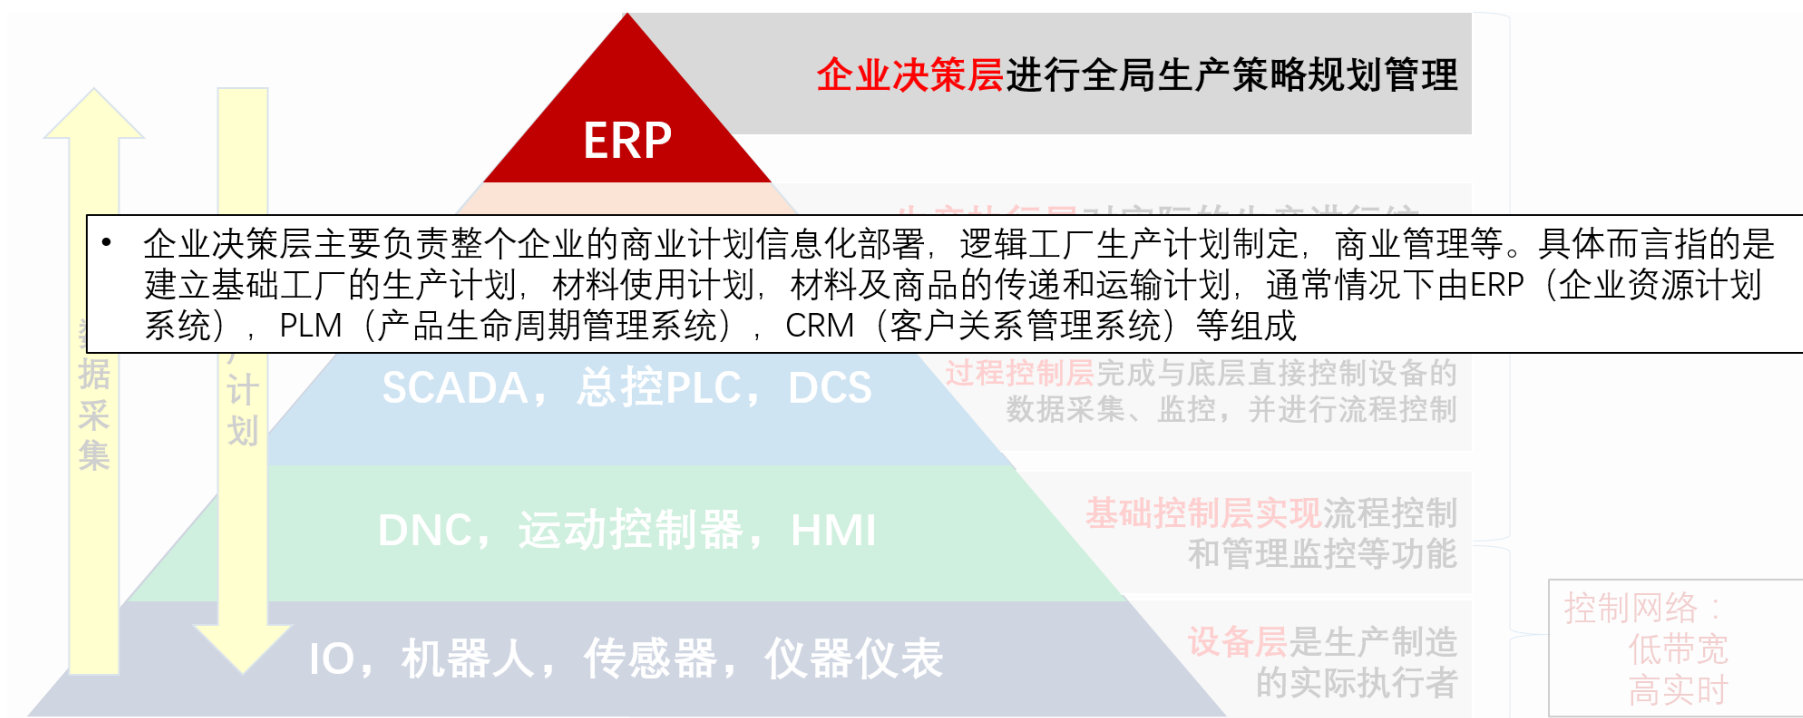 企业决策层进行全局生产策略规划管理
ERP
• 企业决策层主要负责整个企业的商业计划信息化部署，逻辑工厂生产计划制定，商业管理等。具体而言指的是
建立基础工厂的生产计划，材料使用计划，材料及商品的传递和运输计划，通常情况下由ERP（企业资源计划
系统），PLM（产品生命周期管理系统），CRM（客户关系管理系统）等组成
据采集
计划
SCADA，总控PLC，DCS
过程控制层完成与底层直接控制设备的
数据采集、监控，并进行流程控制
DNC，运动控制器，HMI
基础控制层实现流程控制
和管理监控等功能
IO，机器人，传感器，仪器仪表
设备层是生产制造
的实际执行者
控制网络：
低带宽
高实时